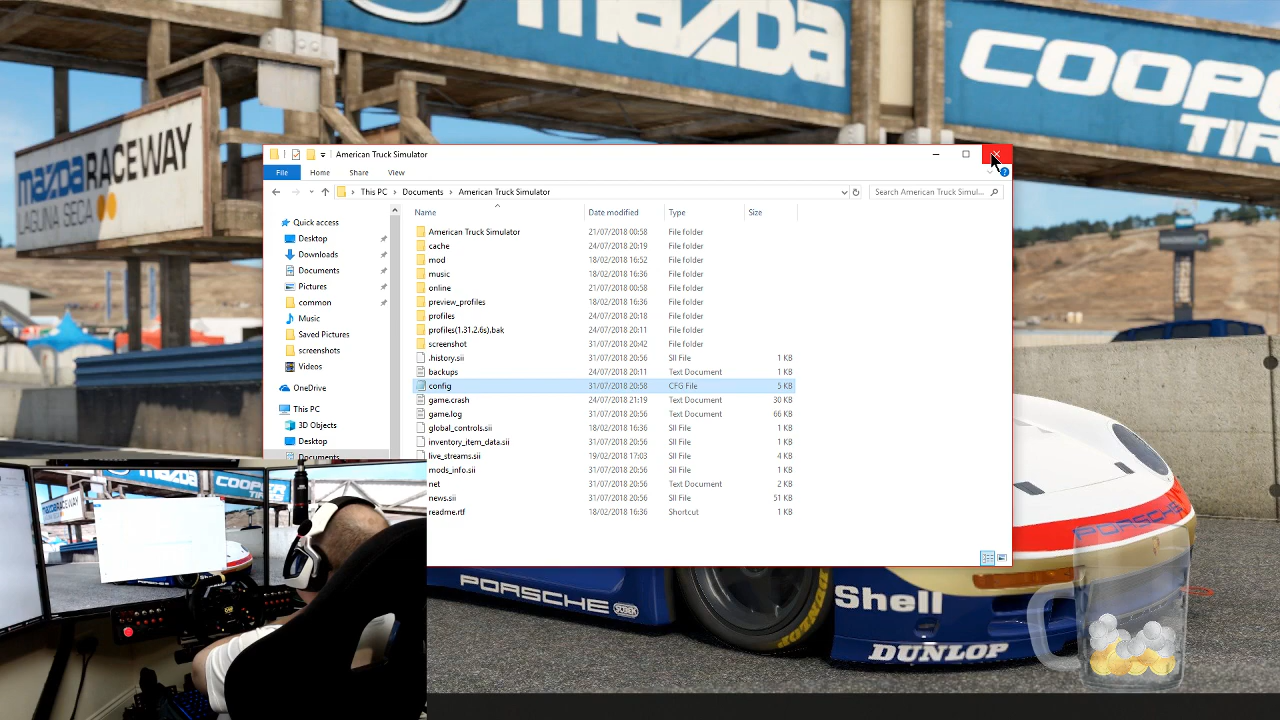 mazda
COOPER
TIR
mazda RACEWAY
LAGUNA SECA
American Truck Simulator
File
Home
Share
View
This PC
Documents
American Truck Simulator
Search American Truck Simul...
Name
Date modified
Type
Size
Quick access
Desktop
Downloads
Documents
Pictures
common
Music
Saved Pictures
screenshots
Videos
OneDrive
This PC
3D Objects
Desktop
Documents
American Truck Simulator 21/07/2018 00:58 File folder
cache 24/07/2018 20:19 File folder
mod 18/02/2018 16:52 File folder
music 18/02/2018 16:36 File folder
online 21/07/2018 00:58 File folder
preview_profiles 18/02/2018 16:36 File folder
profiles 24/07/2018 20:18 File folder
profiles(1.31.2.6s).bak 24/07/2018 20:11 File folder
screenshot 31/07/2018 20:42 File folder
.history.sii 31/07/2018 20:56 SII File 1 KB
backups 24/07/2018 20:11 Text Document 1 KB
config 31/07/2018 20:58 CFG File 5 KB
game.crash 24/07/2018 21:19 Text Document 30 KB
game.log 31/07/2018 20:56 Text Document 66 KB
global_controls.sii 18/02/2018 16:36 SII File 1 KB
inventory_item_data.sii 31/07/2018 20:56 SII File 1 KB
live_streams.sii 19/02/2018 17:03 SII File 4 KB
mods_info.sii 31/07/2018 20:56 SII File 1 KB
net 31/07/2018 20:56 Text Document 2 KB
news.sii 31/07/2018 20:56 SII File 51 KB
readme.rtf 18/02/2018 16:36 Shortcut 1 KB
PORSCHE
PORSCHE
Shell
DUNLOP